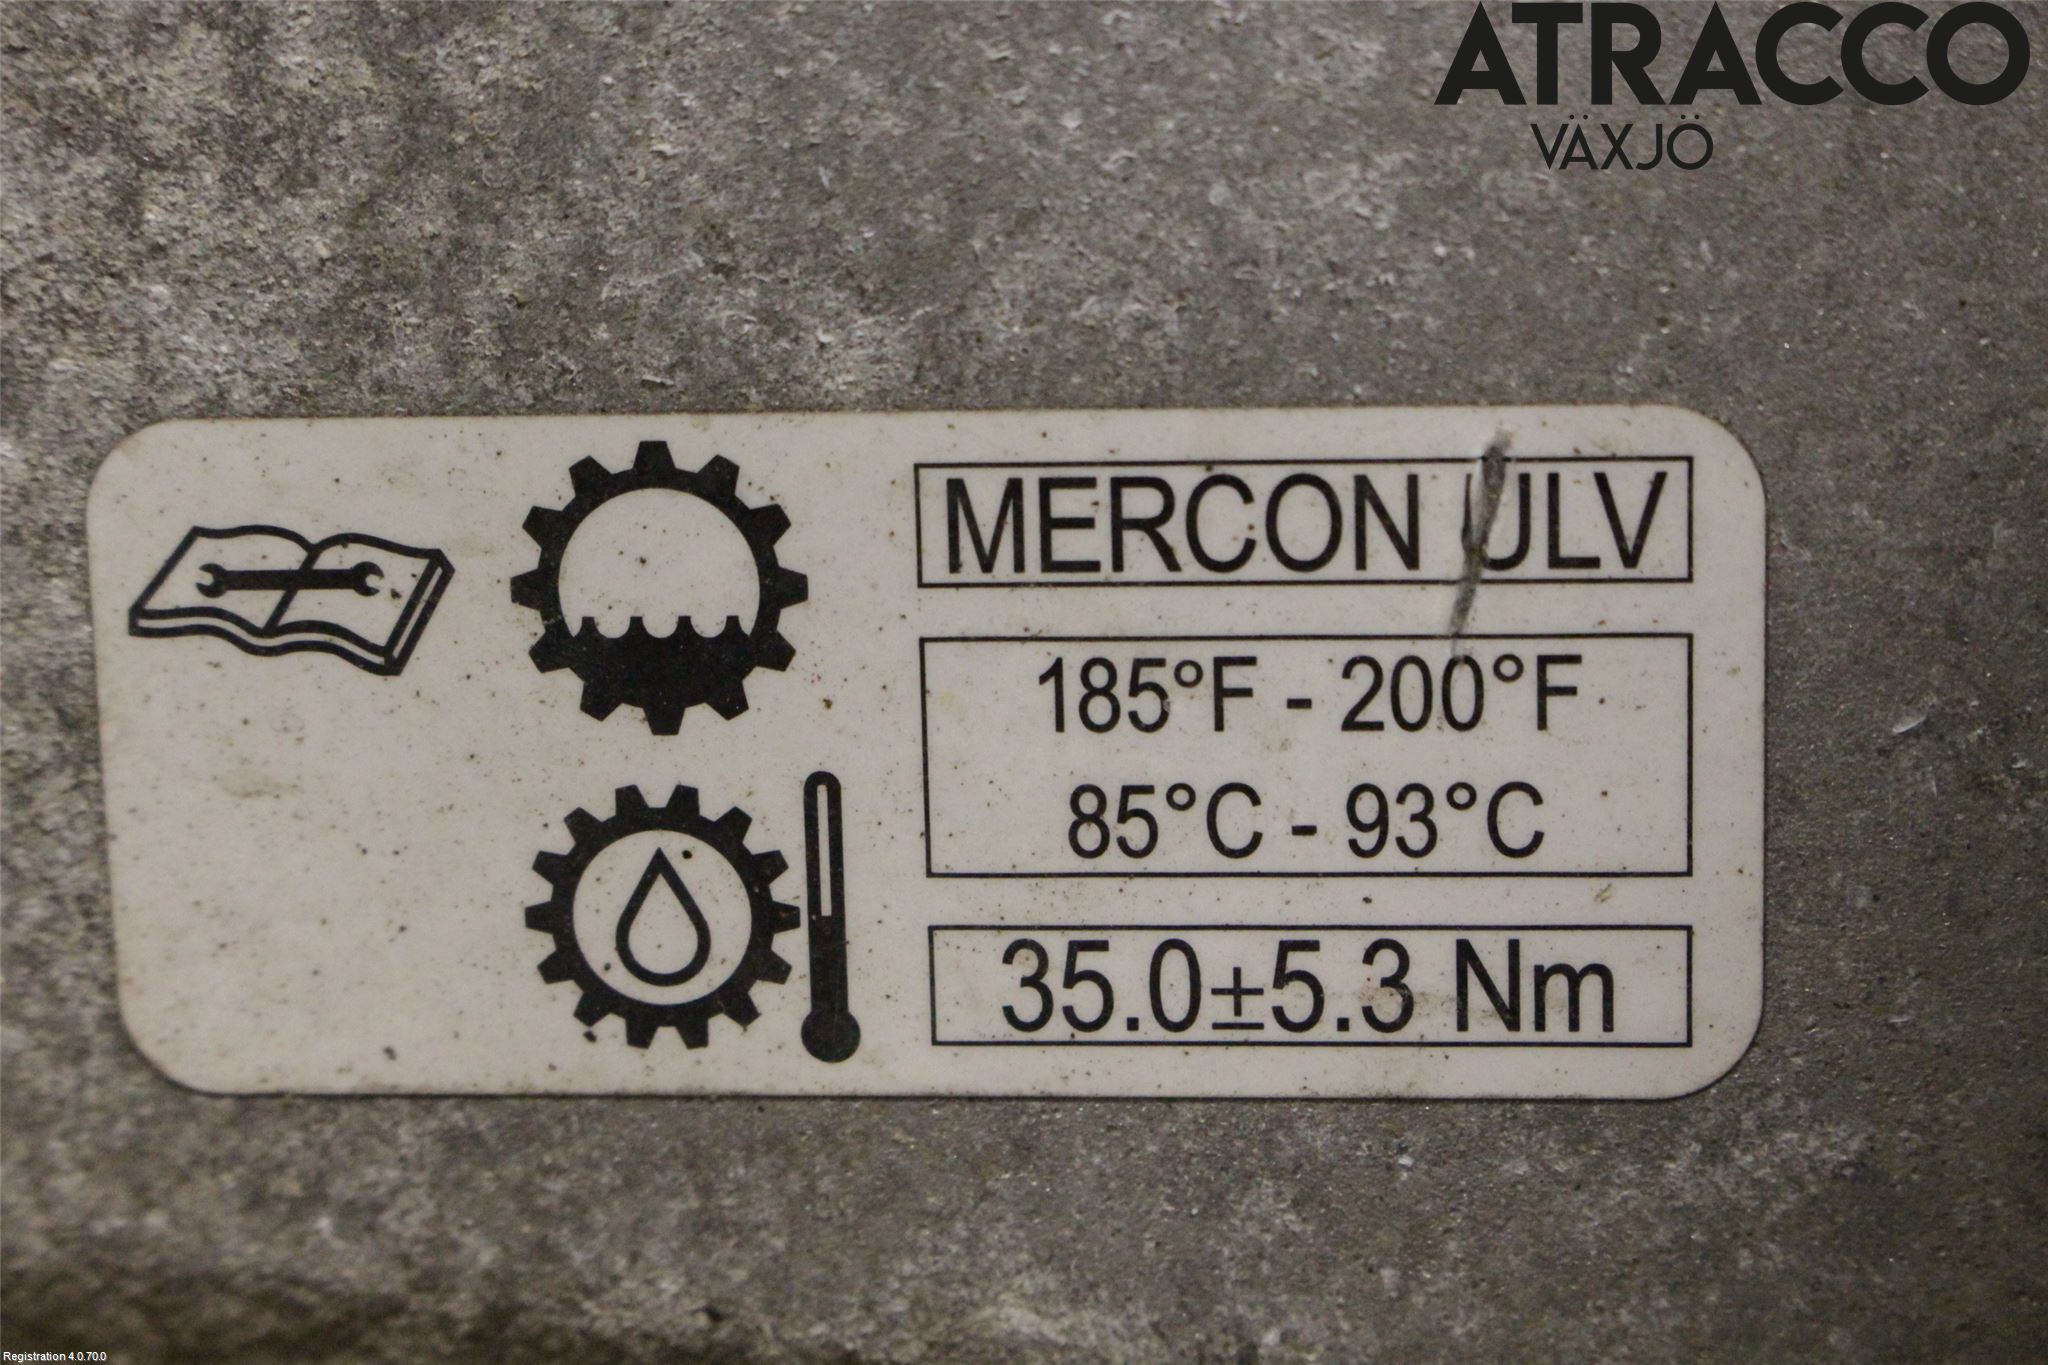 ATRACCO
VÄXJÖ
MERCON ULV
185°F - 200°F
85°C - 93°C
35.0±5.3 Nm
Registration 4.0.70.0